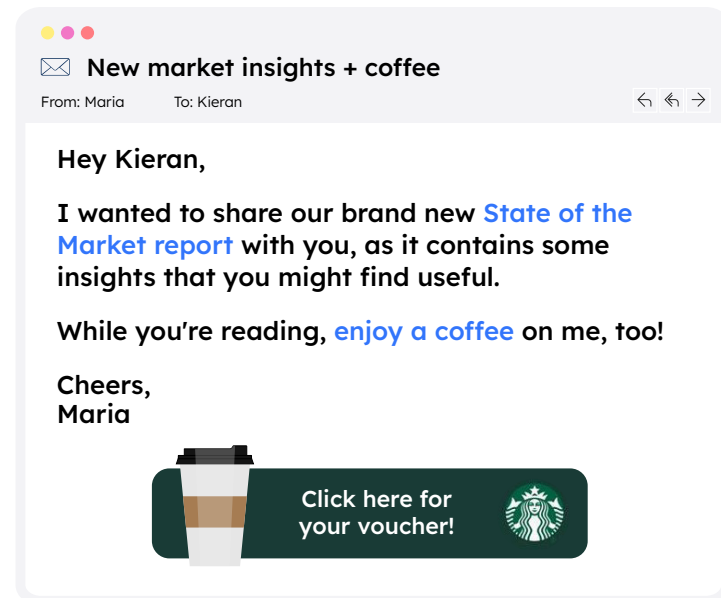 New market insights + coffee
From: Maria To: Kieran
Hey Kieran,
I wanted to share our brand new State of the
Market report with you, as it contains some
insights that you might find useful.
While you're reading, enjoy a coffee on me, too!
Cheers,
Maria
Click here for
your voucher!